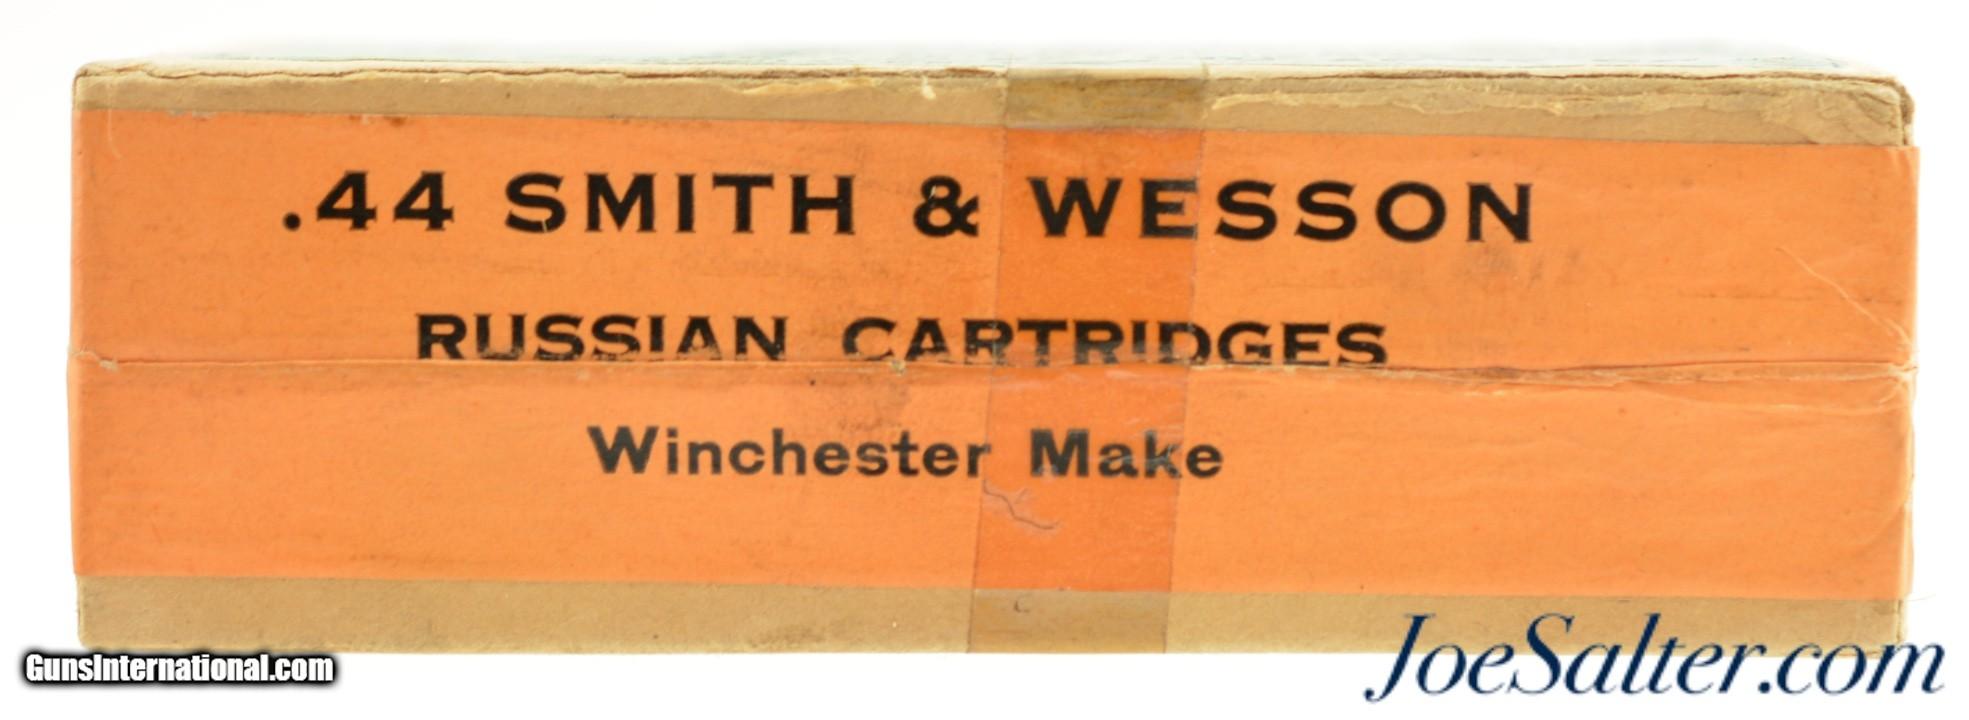 .44 SMITH & WESSON
RUSSIAN CARTRIDGES
Winchester Make
GunsInternational.com
JoeSalter.com